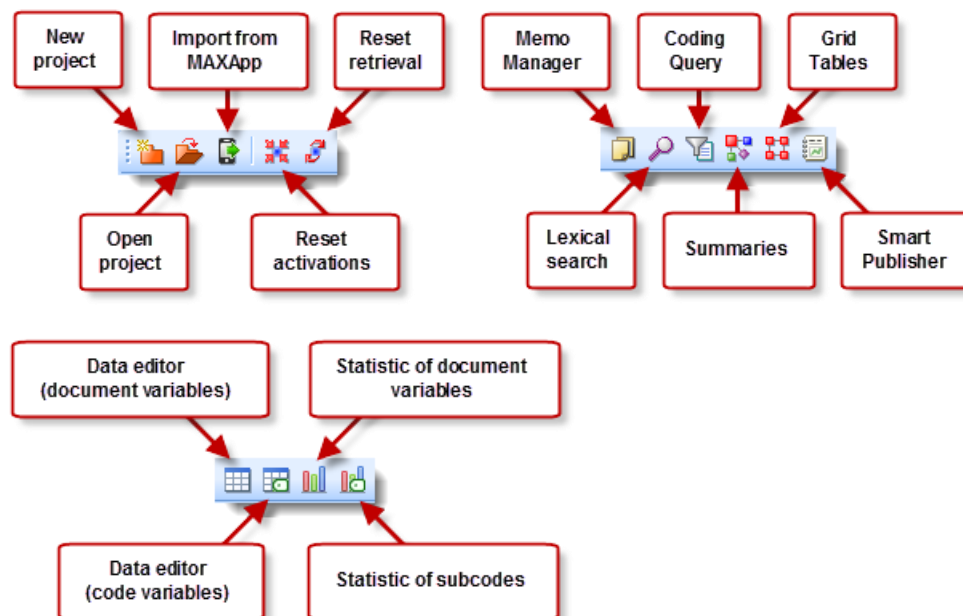 New
project
Import from
MAXApp
Reset
retrieval
Open
project
Reset
activations
Memo
Manager
Coding
Query
Grid
Tables
Lexical
search
Summaries
Smart
Publisher
Data editor
(document variables)
Statistic of document
variables
Data editor
(code variables)
Statistic of subcodes